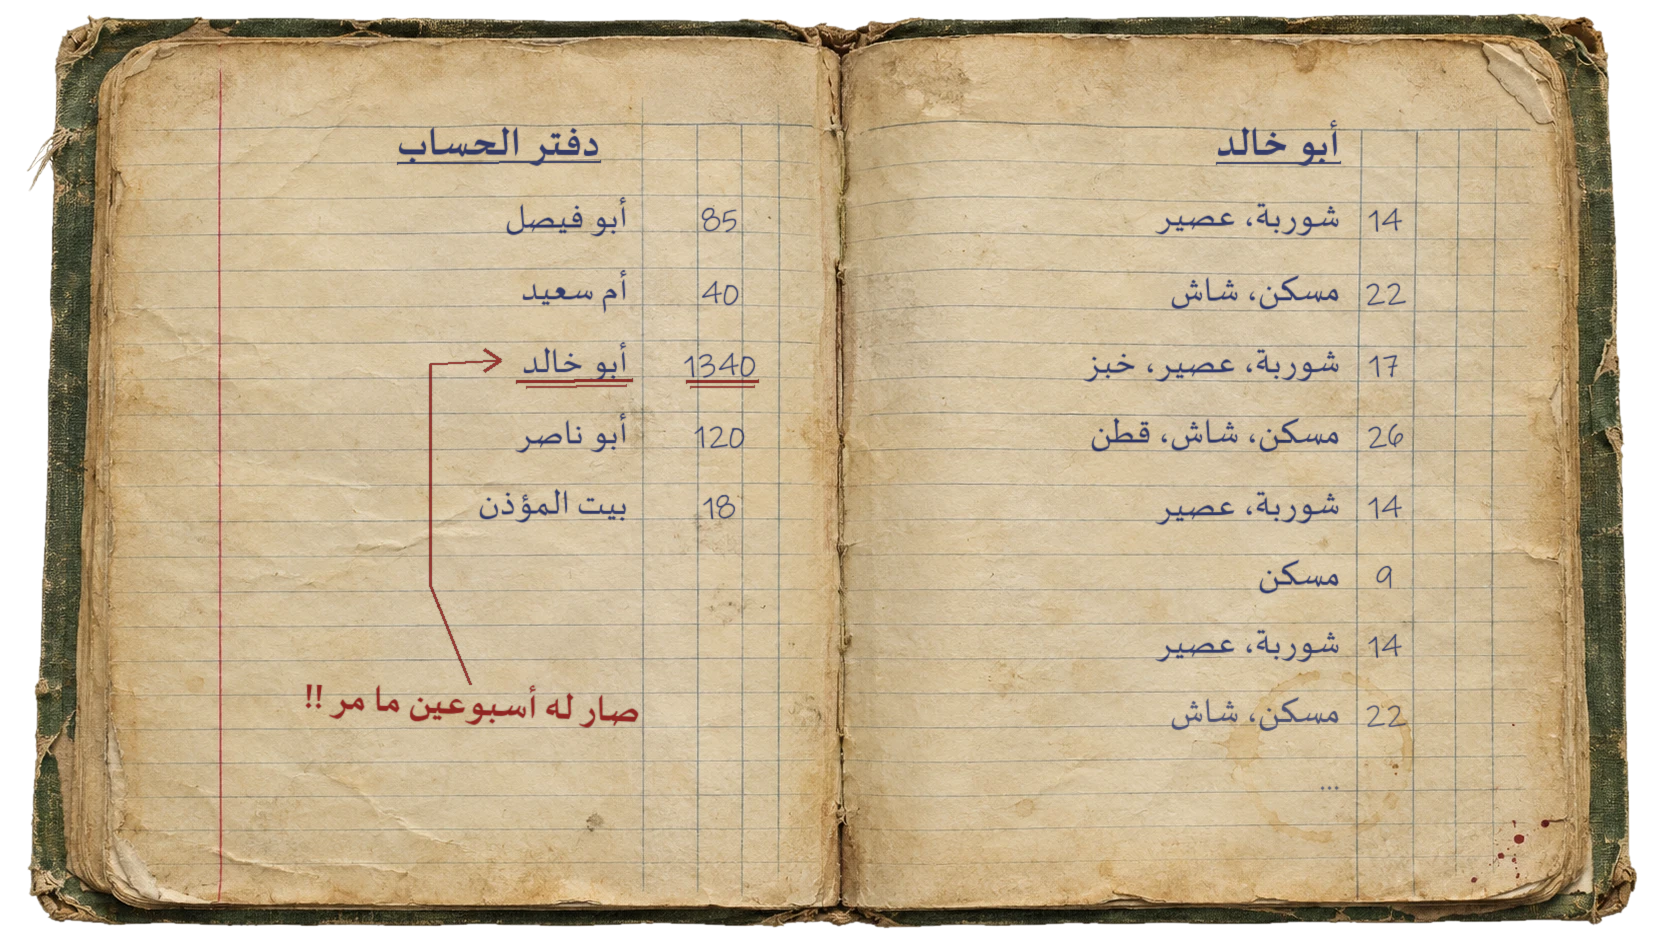 أبو خالد
شوربة، عصير 14
مسكن، شاش 22
شوربة، عصير، خبز 17
مسكن، شاش، قطن 26
شوربة، عصير 14
مسكن 9
شوربة، عصير 14
مسكن، شاش 22
...
دفتر الحساب
أبو فيصل 85
أم سعيد 40
أبو خالد 1340
أبو ناصر 120
بيت المؤذن 18
صار له أسبوعين ما مر !!